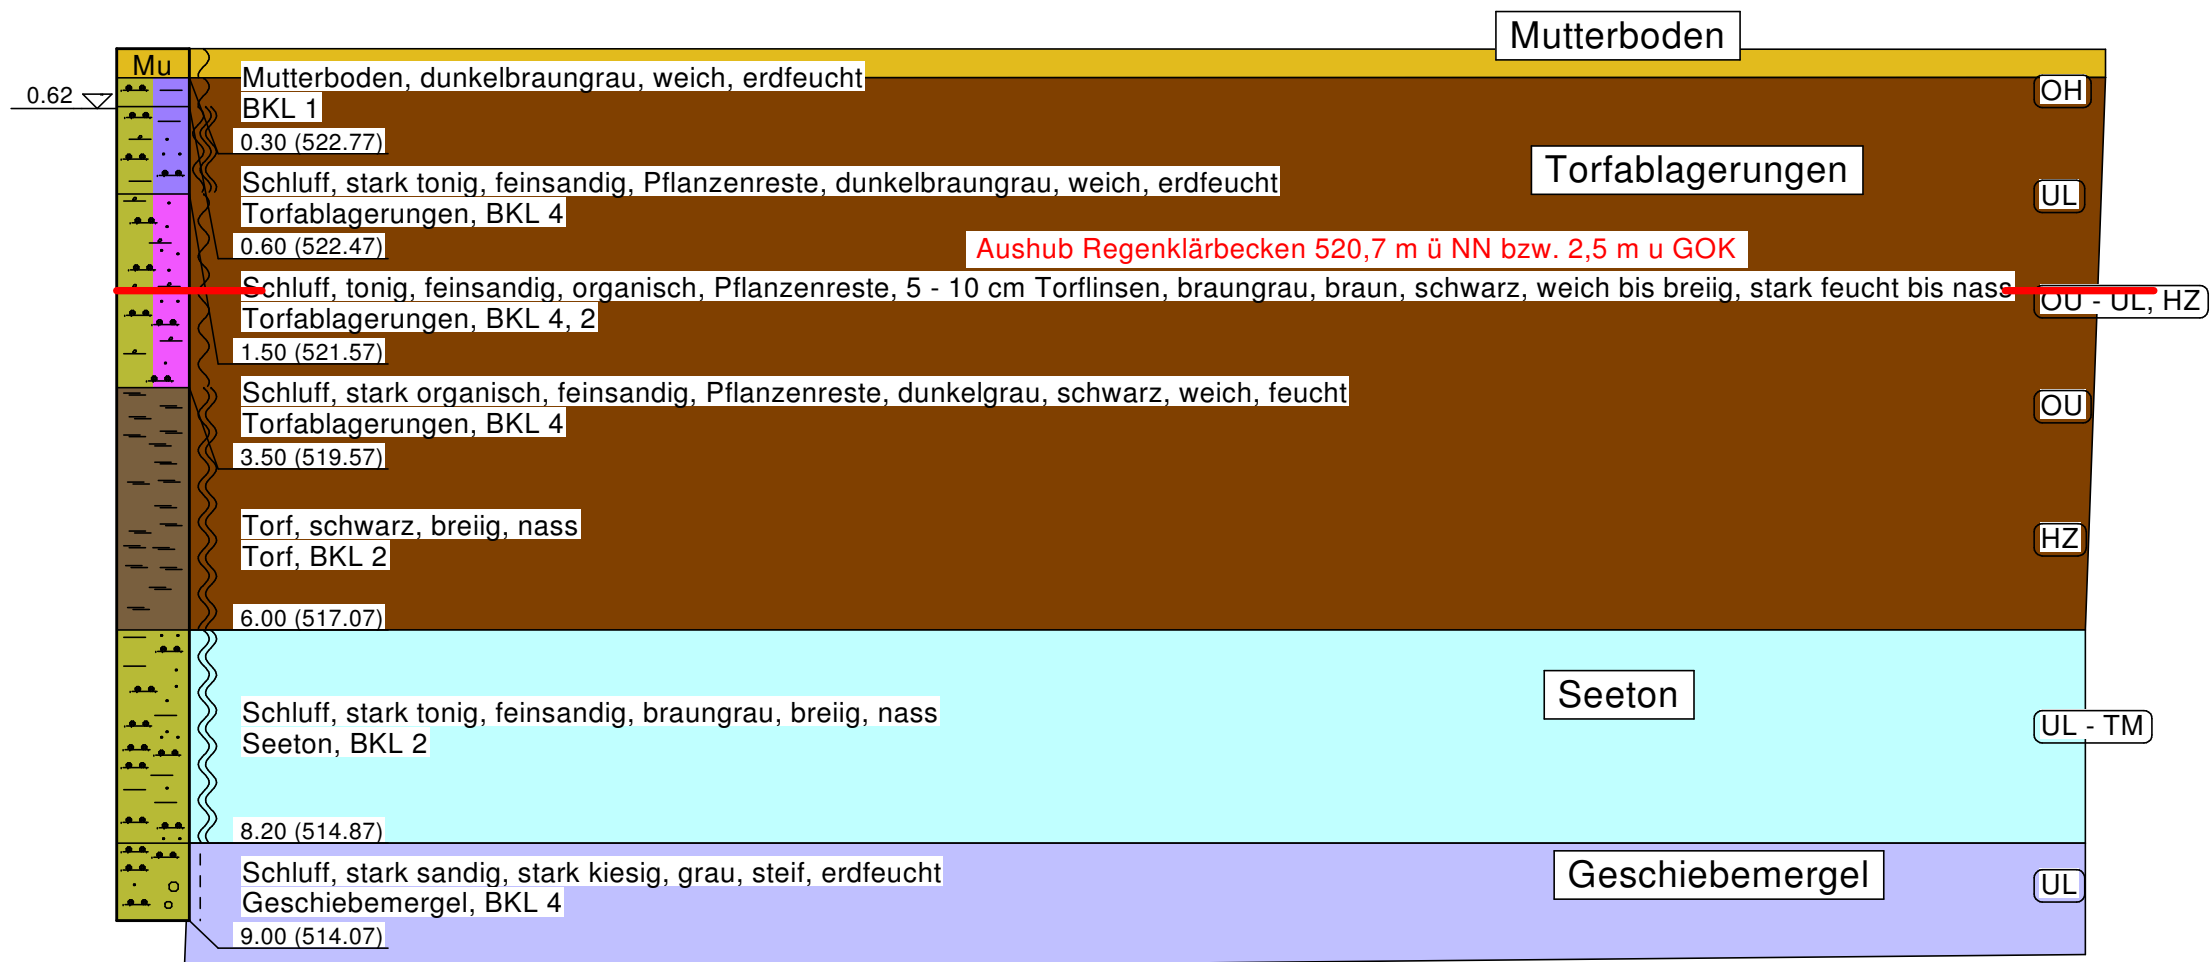 Mutterboden
Mu
Mutterboden, dunkelbraungrau, weich, erdfeucht
OH
0.62
BKL 1
0.30 (522.77)
Torfablagerungen
Schluff, stark tonig, feinsandig, Pflanzenreste, dunkelbraungrau, weich, erdfeucht
UL
Torfablagerungen, BKL 4
0.60 (522.47)
Aushub Regenklärbecken 520,7 m ü NN bzw. 2,5 m u GOK
Schluff, tonig, feinsandig, organisch, Pflanzenreste, 5 - 10 cm Torflinsen, braungrau, braun, schwarz, weich bis breiig, stark feucht bis nass
OU - UL, HZ
Torfablagerungen, BKL 4, 2
1.50 (521.57)
Schluff, stark organisch, feinsandig, Pflanzenreste, dunkelgrau, schwarz, weich, feucht
OU
Torfablagerungen, BKL 4
3.50 (519.57)
Torf, schwarz, breiig, nass
HZ
Torf, BKL 2
6.00 (517.07)
Seeton
Schluff, stark tonig, feinsandig, braungrau, breiig, nass
UL - TM
Seeton, BKL 2
8.20 (514.87)
Schluff, stark sandig, stark kiesig, grau, steif, erdfeucht
Geschiebemergel
UL
Geschiebemergel, BKL 4
9.00 (514.07)